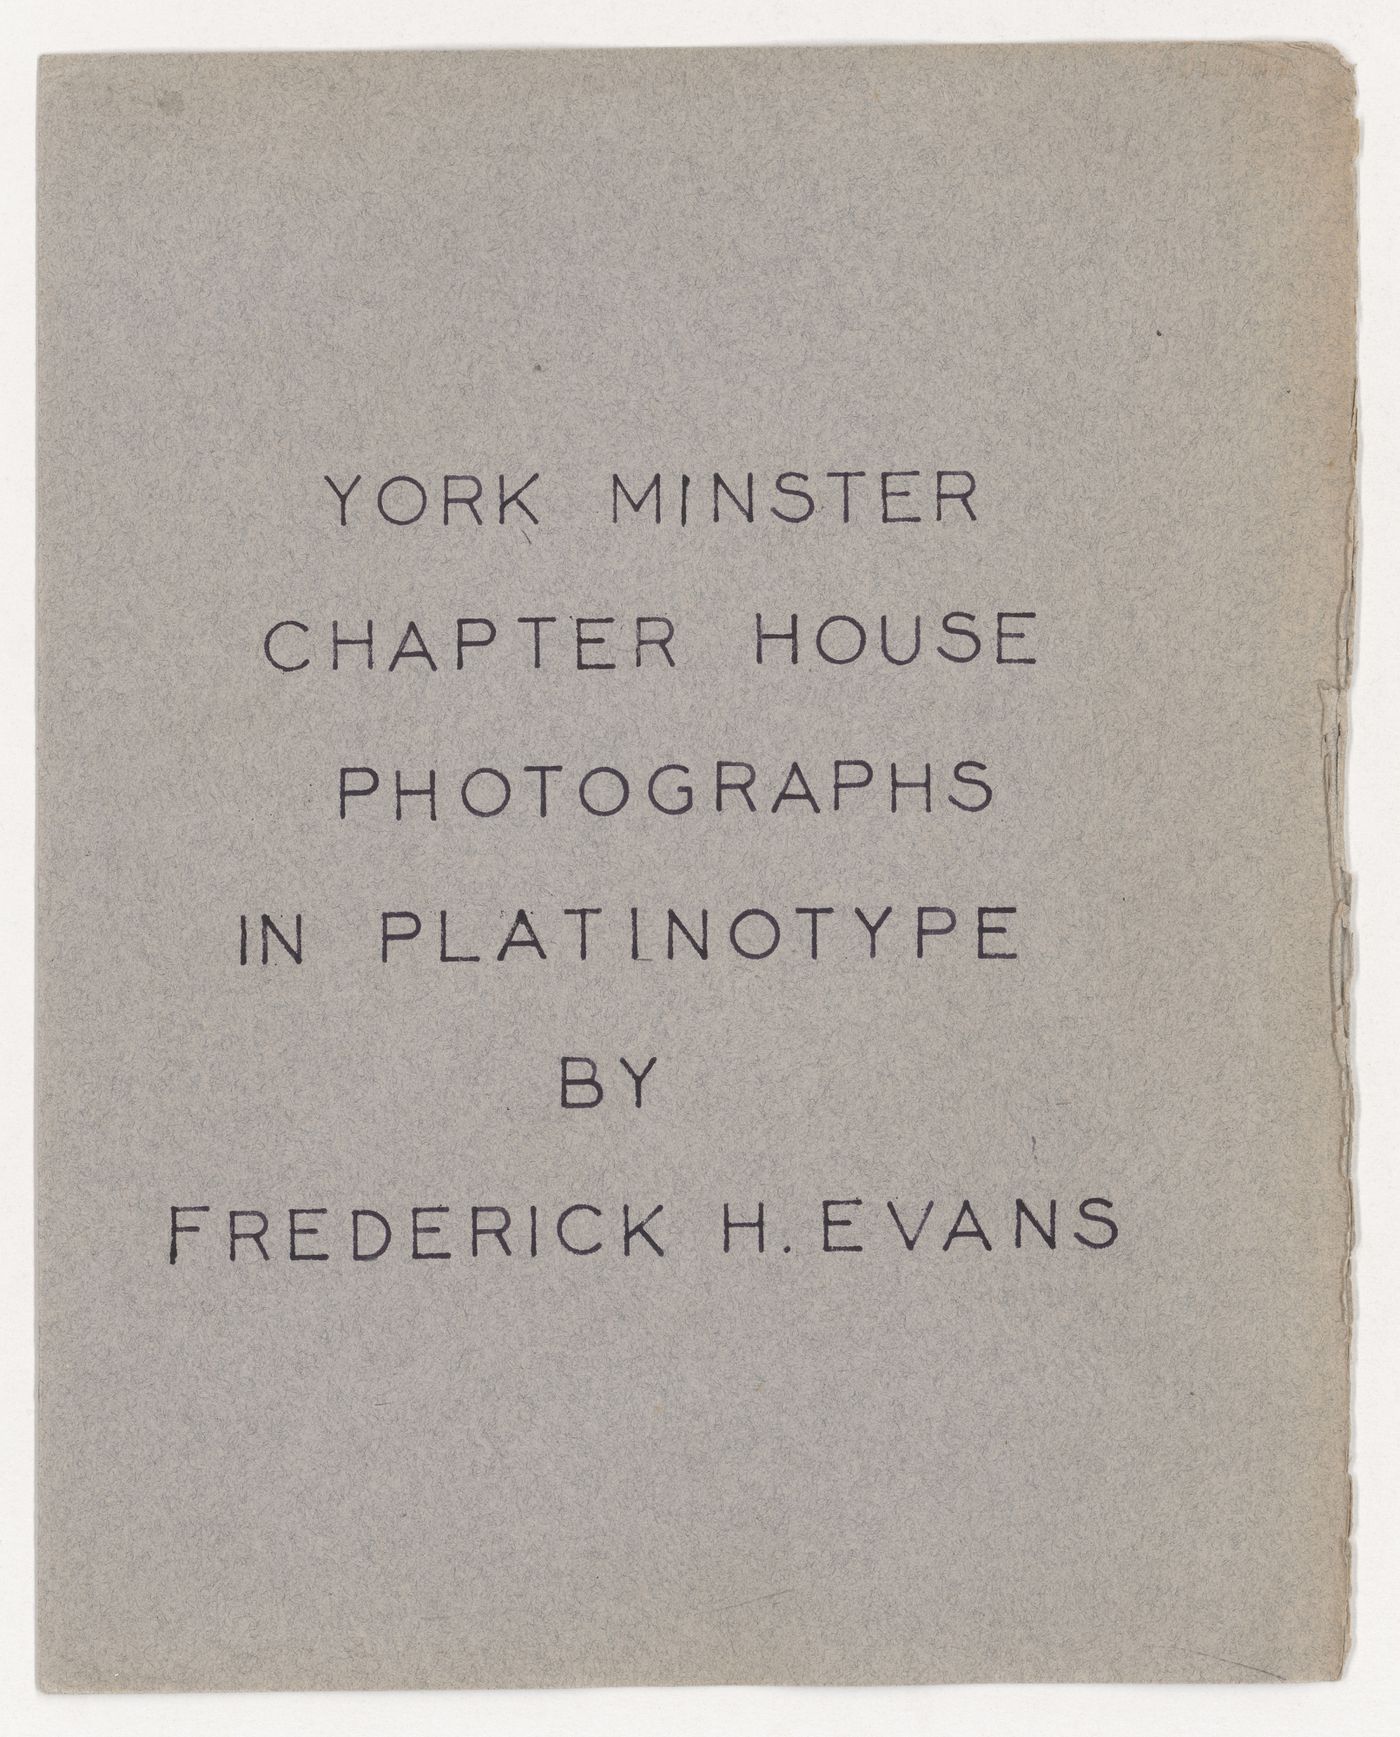 YORK MINSTER
CHAPTER HOUSE
PHOTOGRAPHS
IN PLATINOTYPE
BY
FREDERICK H. EVANS